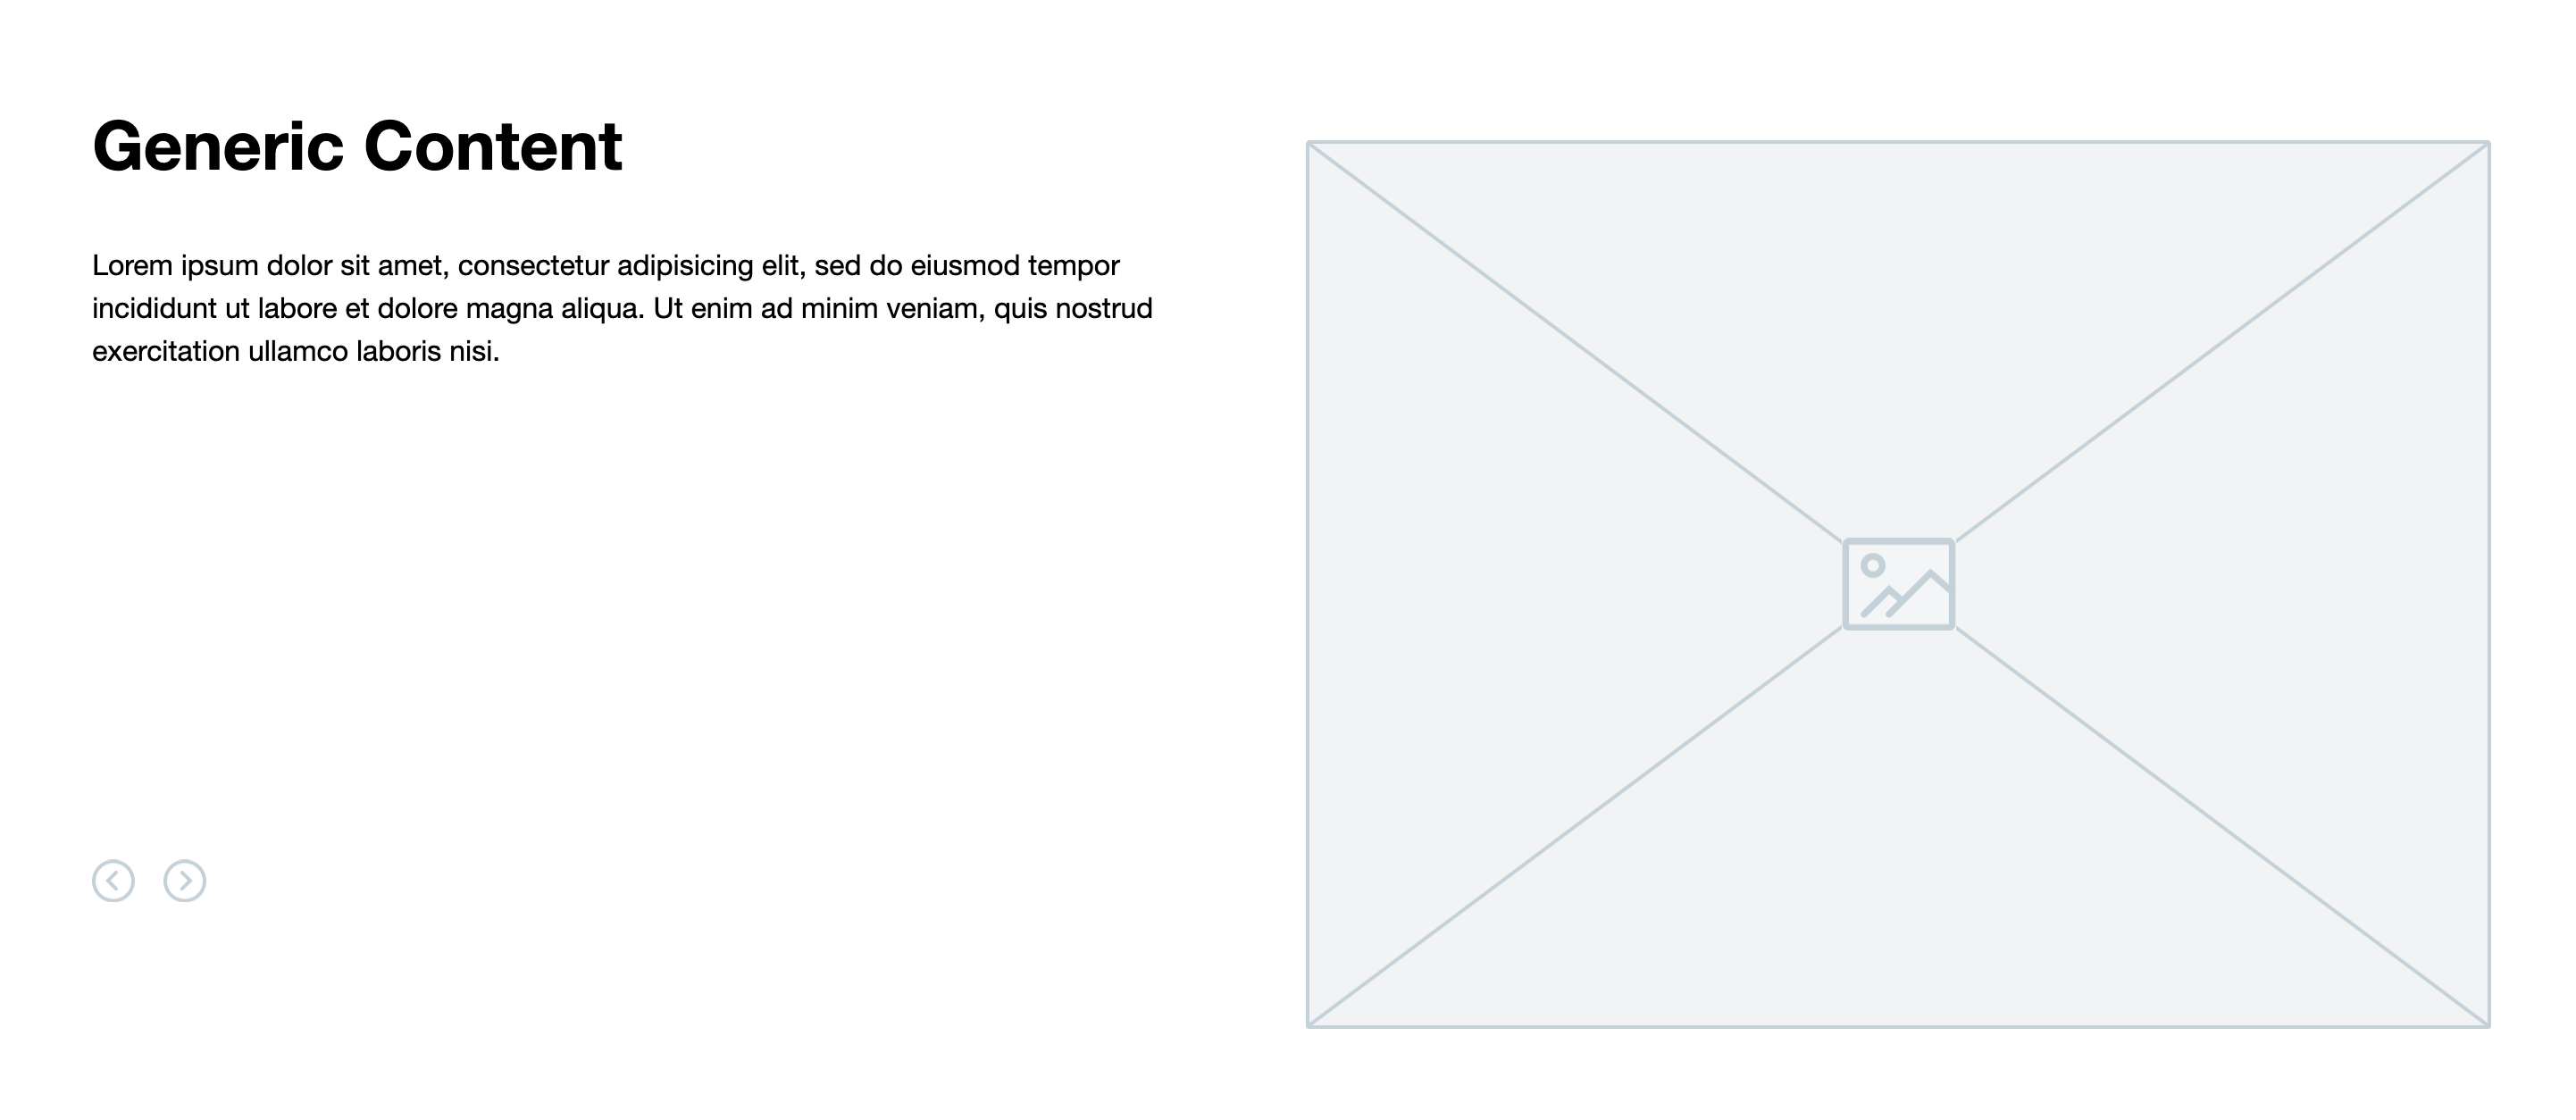 Generic Content
Lorem ipsum dolor sit amet, consectetur adipisicing elit, sed do eiusmod tempor
incididunt ut labore et dolore magna aliqua. Ut enim ad minim veniam, quis nostrud
exercitation ullamco laboris nisi.